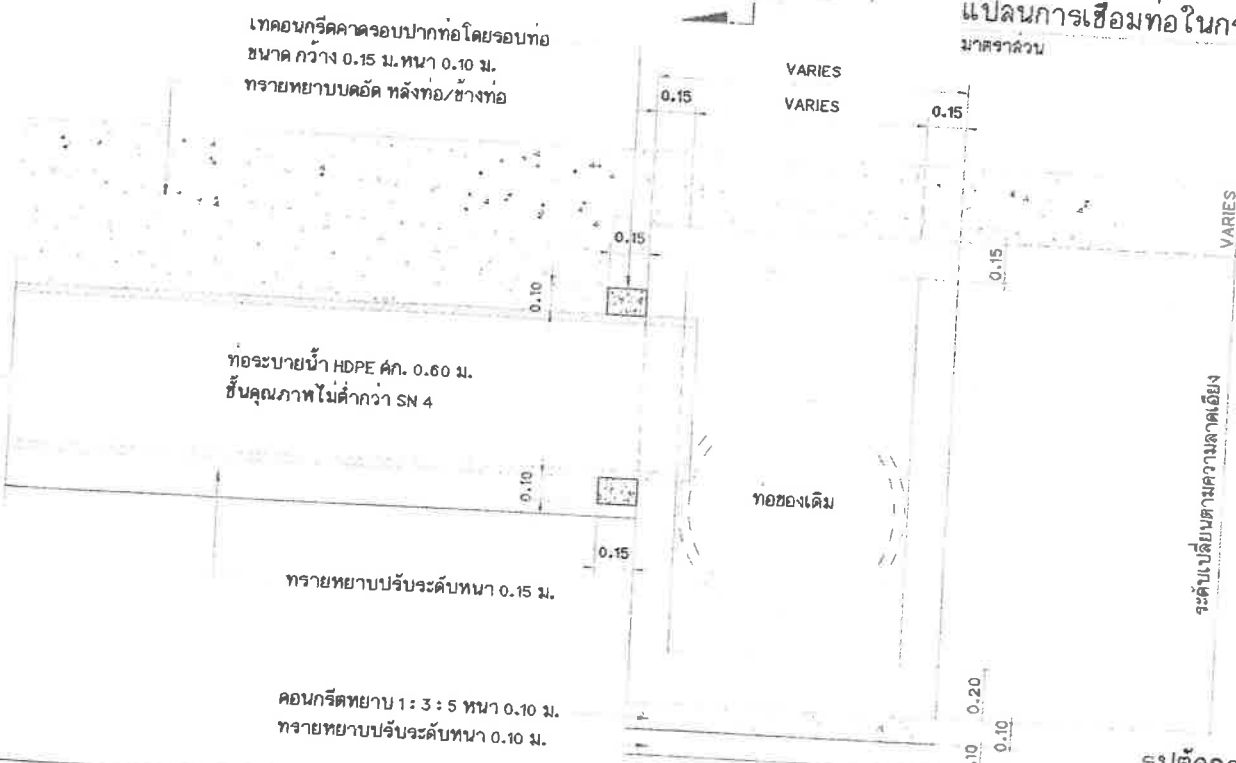 เทคอนกรีตคาดรอบปากท่อโดยรอบท่อ
ขนาด กว้าง 0.15 ม.หนา 0.10 ม.
ทรายหยาบบดอัด หลังท่อ/ข้างท่อ
แปลนการเชื่อมท่อในกร
มาตราส่วน
VARIES
0.15
VARIES
0.15
VARIES
0.15
0.15
0.10
ท่อระบายน้ำ HDPE ศก. 0.60 ม.
ชั้นคุณภาพไม่ต่ำกว่า SN 4
0.10
ท่อของเดิม
ระดับเปลี่ยนตามความลาดเอียง
0.15
ทรายหยาบปรับระดับหนา 0.15 ม.
คอนกรีตหยาบ 1 : 3 : 5 หนา 0.10 ม.
0.20
ทรายหยาบปรับระดับหนา 0.10 ม.
0.10